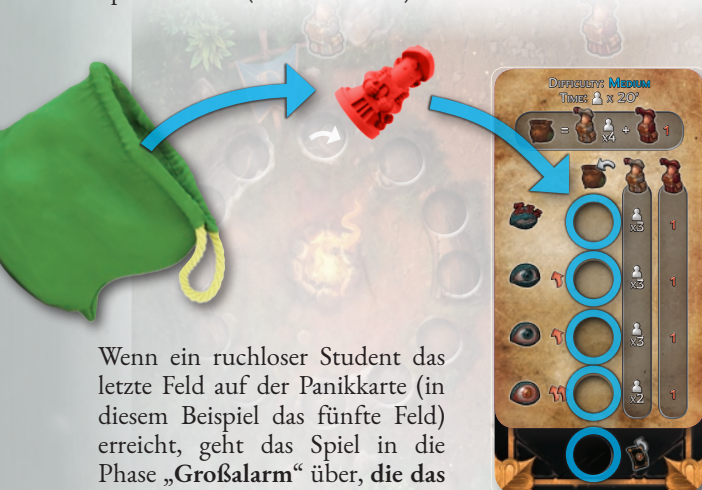 Difficulty: Medium
Time: x 20'
= x4 + 1
x3 1
x3 1
x3 1
x2 1
Wenn ein ruchloser Student das
letzte Feld auf der Panikkarte (in
diesem Beispiel das fünfte Feld)
erreicht, geht das Spiel in die
Phase „Großalarm“ über, die das